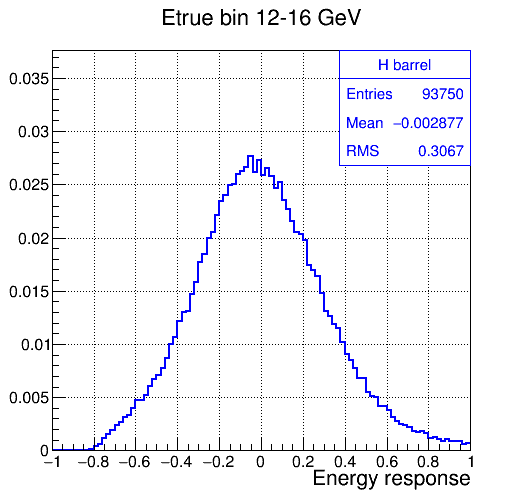 Etrue bin 12-16 GeV
H barrel
Entries 93750
Mean −0.002877
RMS 0.3067
0.035
0.03
0.025
0.02
0.015
0.01
0.005
0
−1 −0.8 −0.6 −0.4 −0.2 0 0.2 0.4 0.6 0.8 1
Energy response